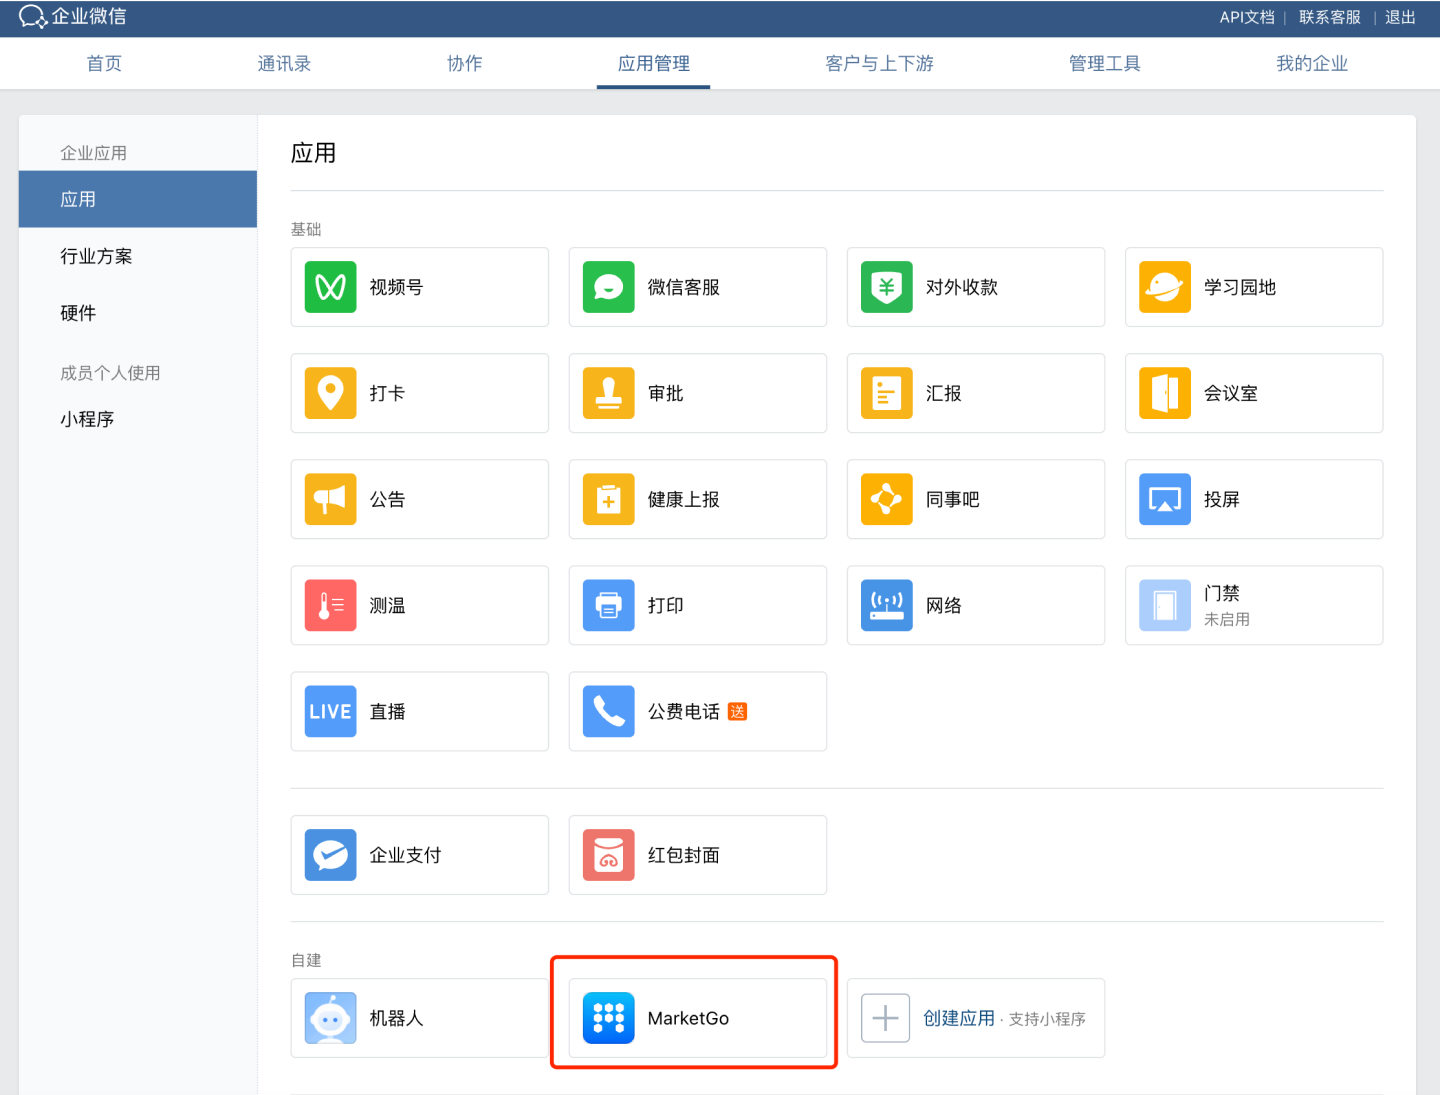 企业微信
API文档 | 联系客服 | 退出
首页 通讯录 协作 应用管理 客户与上下游 管理工具 我的企业
企业应用
应用
行业方案
硬件
成员个人使用
小程序
应用
基础
视频号 微信客服 对外收款 学习园地
打卡 审批 汇报 会议室
公告 健康上报 同事吧 投屏
测温 打印 网络 门禁
未启用
LIVE 直播 公费电话 送
企业支付 红包封面
自建
机器人 MarketGo 创建应用 · 支持小程序